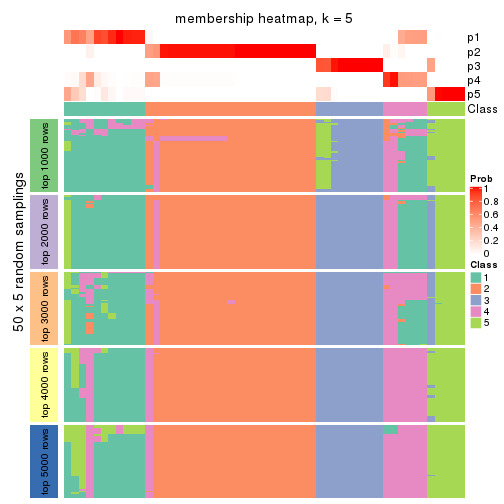 membership heatmap, k = 5
p1
p2
p3
p4
p5
Class
50 x 5 random samplings
top 1000 rows
top 2000 rows
top 3000 rows
top 4000 rows
top 5000 rows
Prob
1
0.8
0.6
0.4
0.2
0
Class
1
2
3
4
5